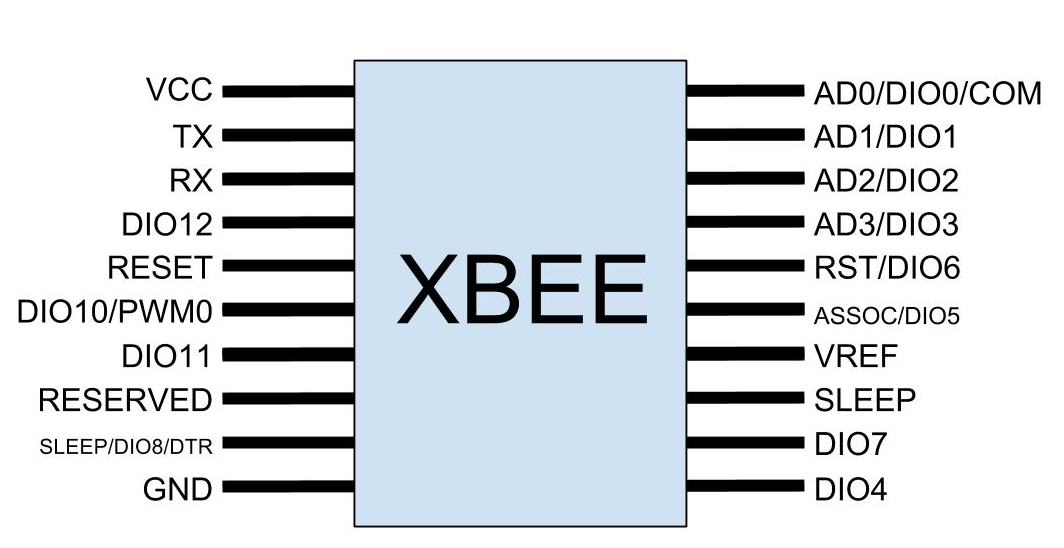 VCC
TX
RX
DIO12
RESET
DIO10/PWM0
DIO11
RESERVED
SLEEP/DIO8/DTR
GND
XBEE
AD0/DIO0/COM
AD1/DIO1
AD2/DIO2
AD3/DIO3
RST/DIO6
ASSOC/DIO5
VREF
SLEEP
DIO7
DIO4